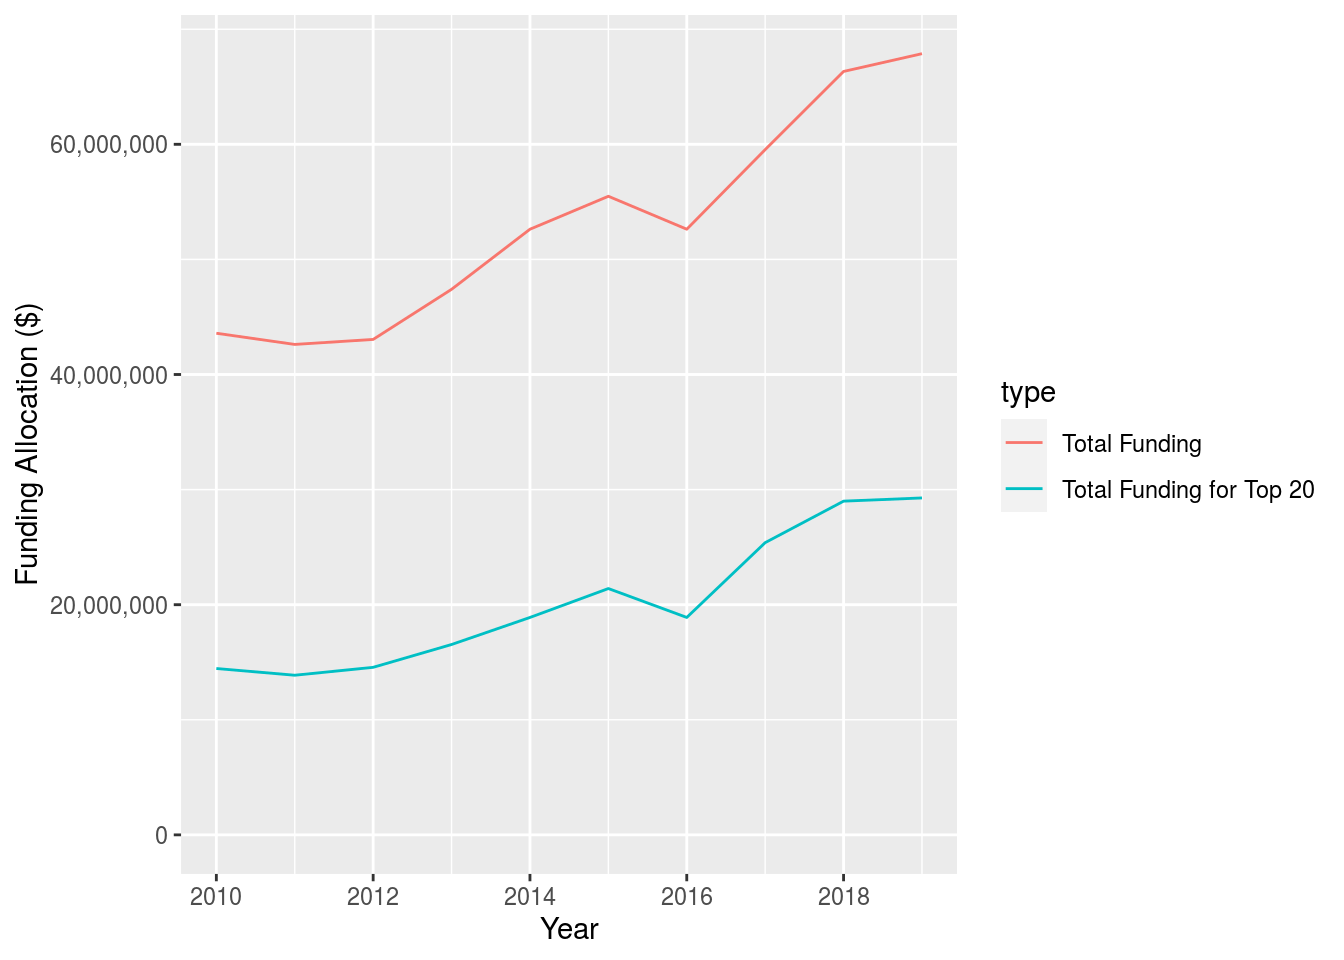 60,000,000
40,000,000
20,000,000
0
Funding Allocation ($)
2010 2012 2014 2016 2018
Year
type
Total Funding
Total Funding for Top 20